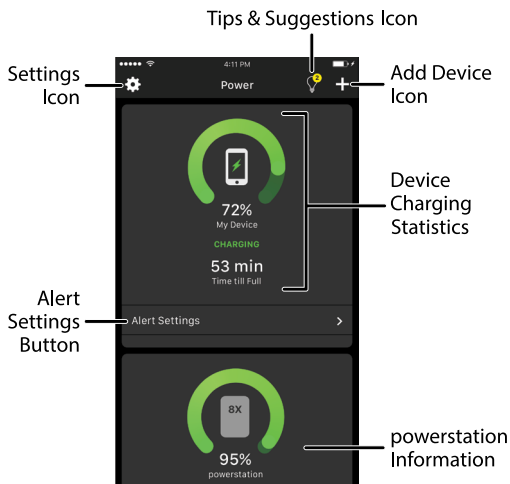 Tips & Suggestions Icon
Settings
Icon
4:11 PM
Power
2
Add Device
Icon
72%
My Device
CHARGING
53 min
Time till Full
Device
Charging
Statistics
Alert
Settings
Button
Alert Settings
8X
95%
powerstation
powerstation
Information